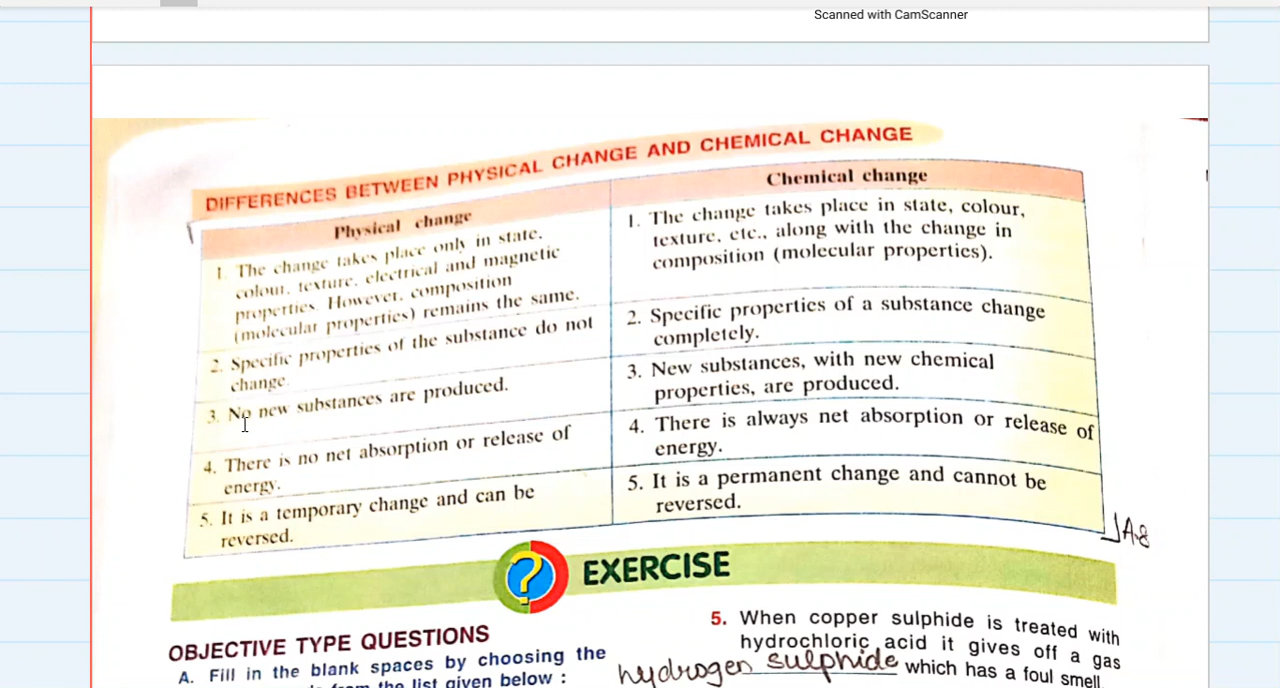 Scanned with CamScanner
DIFFERENCES BETWEEN PHYSICAL CHANGE AND CHEMICAL CHANGE
Physical change
1. The change takes place only in state,
colour, texture, electrical and magnetic
properties. However, composition
(molecular properties) remains the same.
2. Specific properties of the substance do not
change.
3. No new substances are produced.
4. There is no net absorption or release of
energy.
5. It is a temporary change and can be
reversed.
Chemical change
1. The change takes place in state, colour,
texture, etc., along with the change in
composition (molecular properties).
2. Specific properties of a substance change
completely.
3. New substances, with new chemical
properties, are produced.
4. There is always net absorption or release of
energy.
5. It is a permanent change and cannot be
reversed.
A8
?
EXERCISE
OBJECTIVE TYPE QUESTIONS
A. Fill in the blank spaces by choosing the
from the list given below :
5. When copper sulphide is treated with
hydrochloric acid it gives off a gas
hydrogen sulphide which has a foul smell